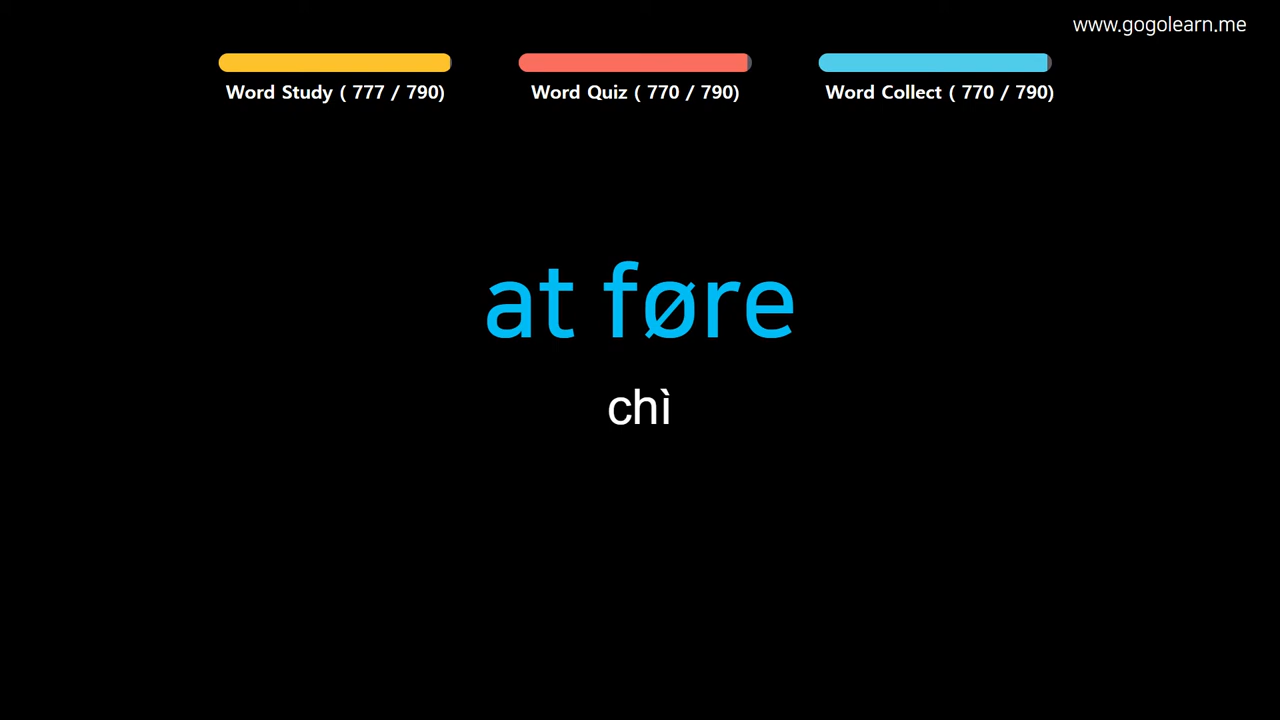 www.gogolearn.me
Word Study ( 777 / 790)
Word Quiz ( 770 / 790)
Word Collect ( 770 / 790)
at føre
chì